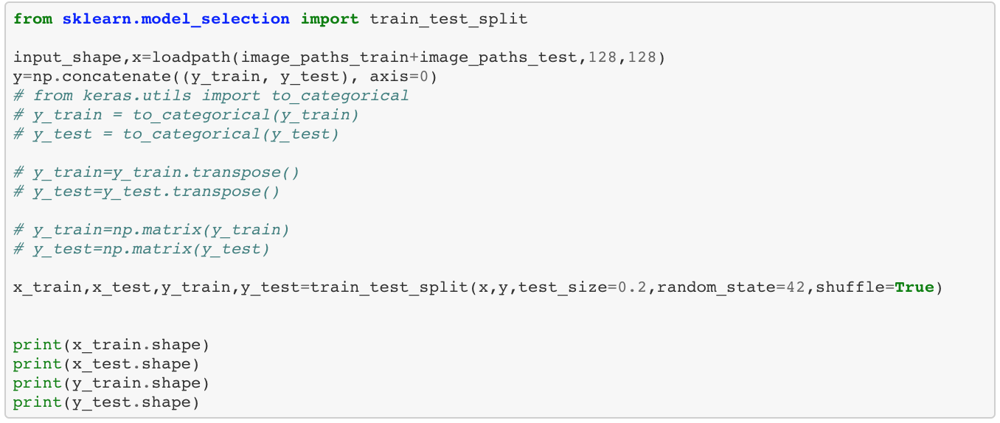 from sklearn.model_selection import train_test_split
input_shape,x=loadpath(image_paths_train+image_paths_test,128,128)
y=np.concatenate((y_train, y_test), axis=0)
# from keras.utils import to_categorical
# y_train = to_categorical(y_train)
# y_test = to_categorical(y_test)
# y_train=y_train.transpose()
# y_test=y_test.transpose()
# y_train=np.matrix(y_train)
# y_test=np.matrix(y_test)
x_train,x_test,y_train,y_test=train_test_split(x,y,test_size=0.2,random_state=42,shuffle=True)
print(x_train.shape)
print(x_test.shape)
print(y_train.shape)
print(y_test.shape)